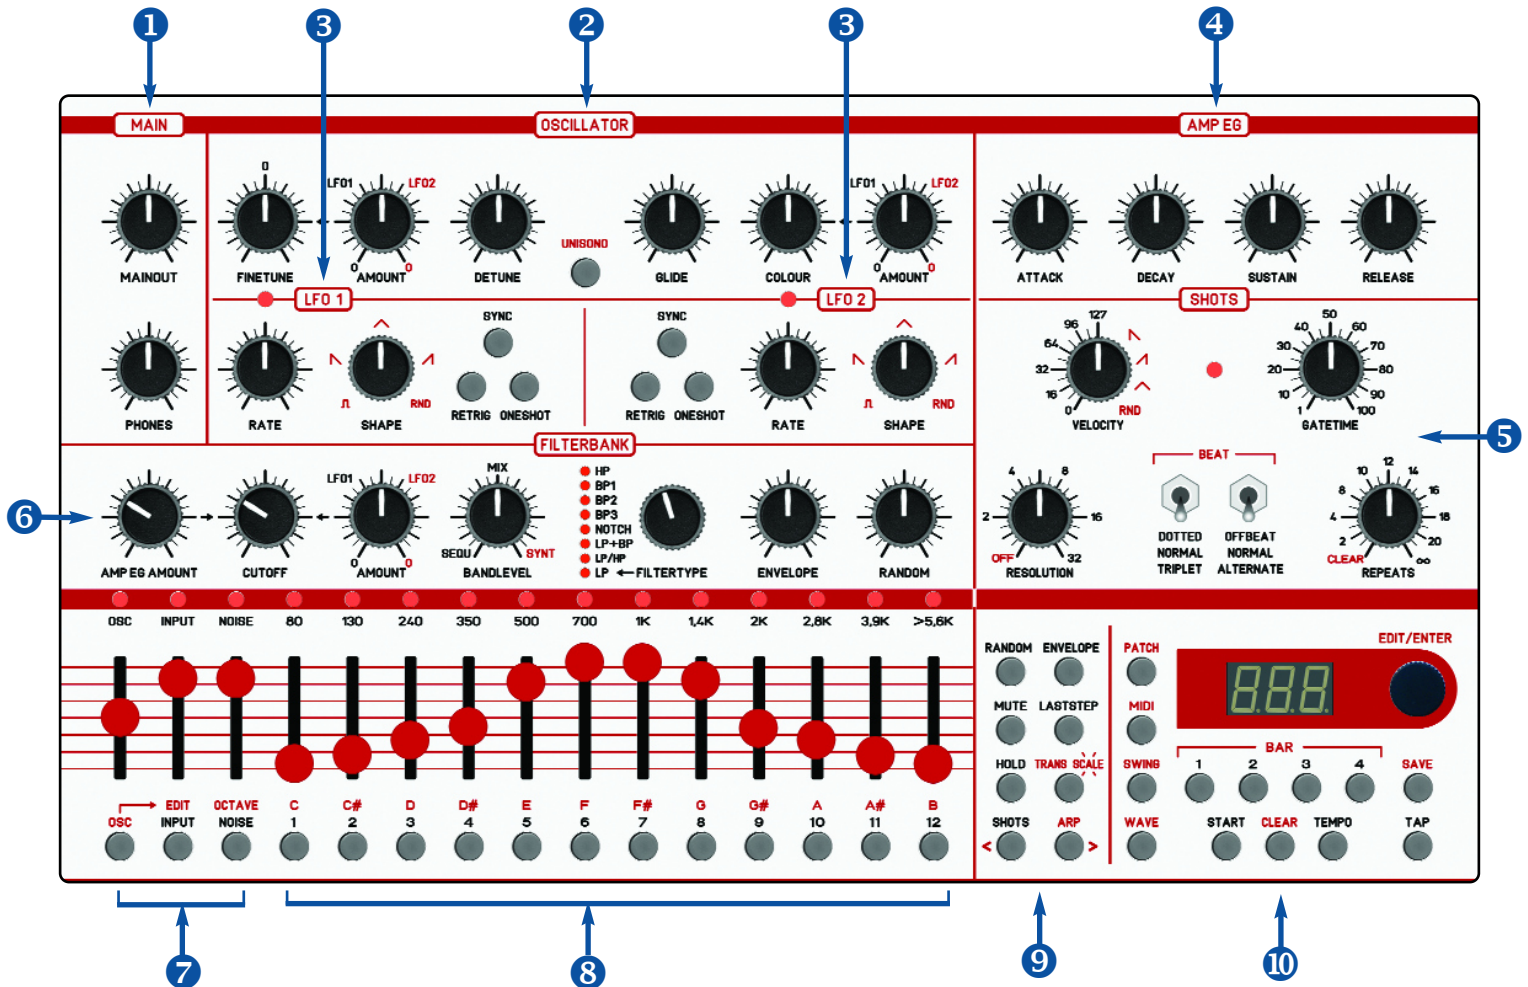 1 3 2 3 4
MAIN OSCILLATOR AMP EG
0 LFO1 LFO2 LFO1 LFO2
UNISONO
0 0 0 0
MAINOUT FINETUNE AMOUNT DETUNE GLIDE COLOUR AMOUNT ATTACK DECAY SUSTAIN RELEASE
LFO 1 LFO 2 SHOTS
SYNC SYNC
127 96 64 32 16 0 RND
50 40 60 30 70 20 80 10 90 1 100
RND RND
RETRIG ONESHOT RETRIG ONESHOT
PHONES RATE SHAPE RATE SHAPE VELOCITY GATETIME
5
FILTERBANK
BEAT
LFO1 LFO2 MIX
HP
BP1
BP2
BP3
NOTCH
LP+BP
LP/HP
LP
6
0 0 SEQU SYNT
AMP EG AMOUNT CUTOFF AMOUNT BANDLEVEL ←FILTERTYPE ENVELOPE RANDOM
4 8 2 16 OFF 32
RESOLUTION
DOTTED OFFBEAT
NORMAL NORMAL
TRIPLET ALTERNATE
12 10 14 8 16 4 18 2 20 CLEAR ∞
REPEATS
OSC INPUT NOISE 80 130 240 350 500 700 1K 1,4K 2K 2,8K 3,9K >5,6K
EDIT/ENTER
RANDOM ENVELOPE PATCH
8.8.8.
MUTE LASTSTEP MIDI
BAR
HOLD TRANS SCALE SWING 1 2 3 4 SAVE
EDIT OCTAVE C C# D D# E F F# G G# A A# B
OSC INPUT NOISE 1 2 3 4 5 6 7 8 9 10 11 12
SHOTS ARP WAVE START CLEAR TEMPO TAP
< >
7 8 9 10